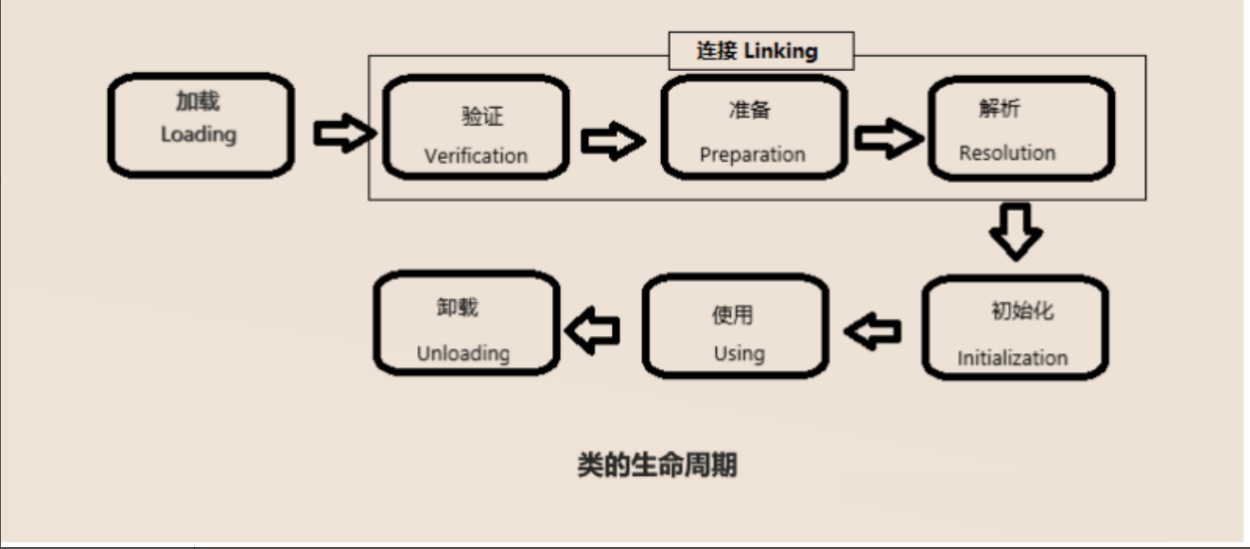 连接 Linking
加载
Loading
验证
Verification
准备
Preparation
解析
Resolution
初始化
Initialization
使用
Using
卸载
Unloading
类的生命周期